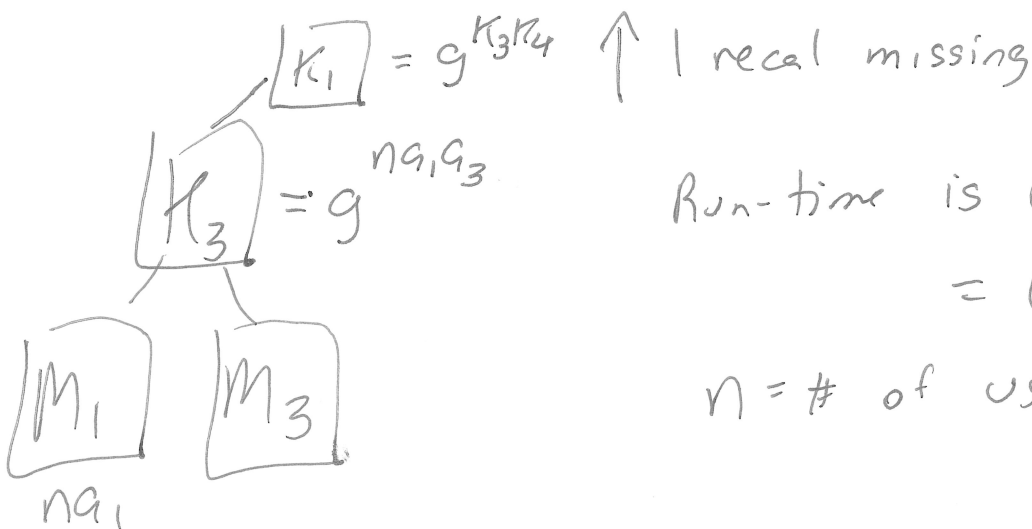 K₁ = g^K₃K₄ ↑ I recal missing
K₃ = g^na₁a₃
Run-time is
=
M₁ M₃
n = # of us
na₁